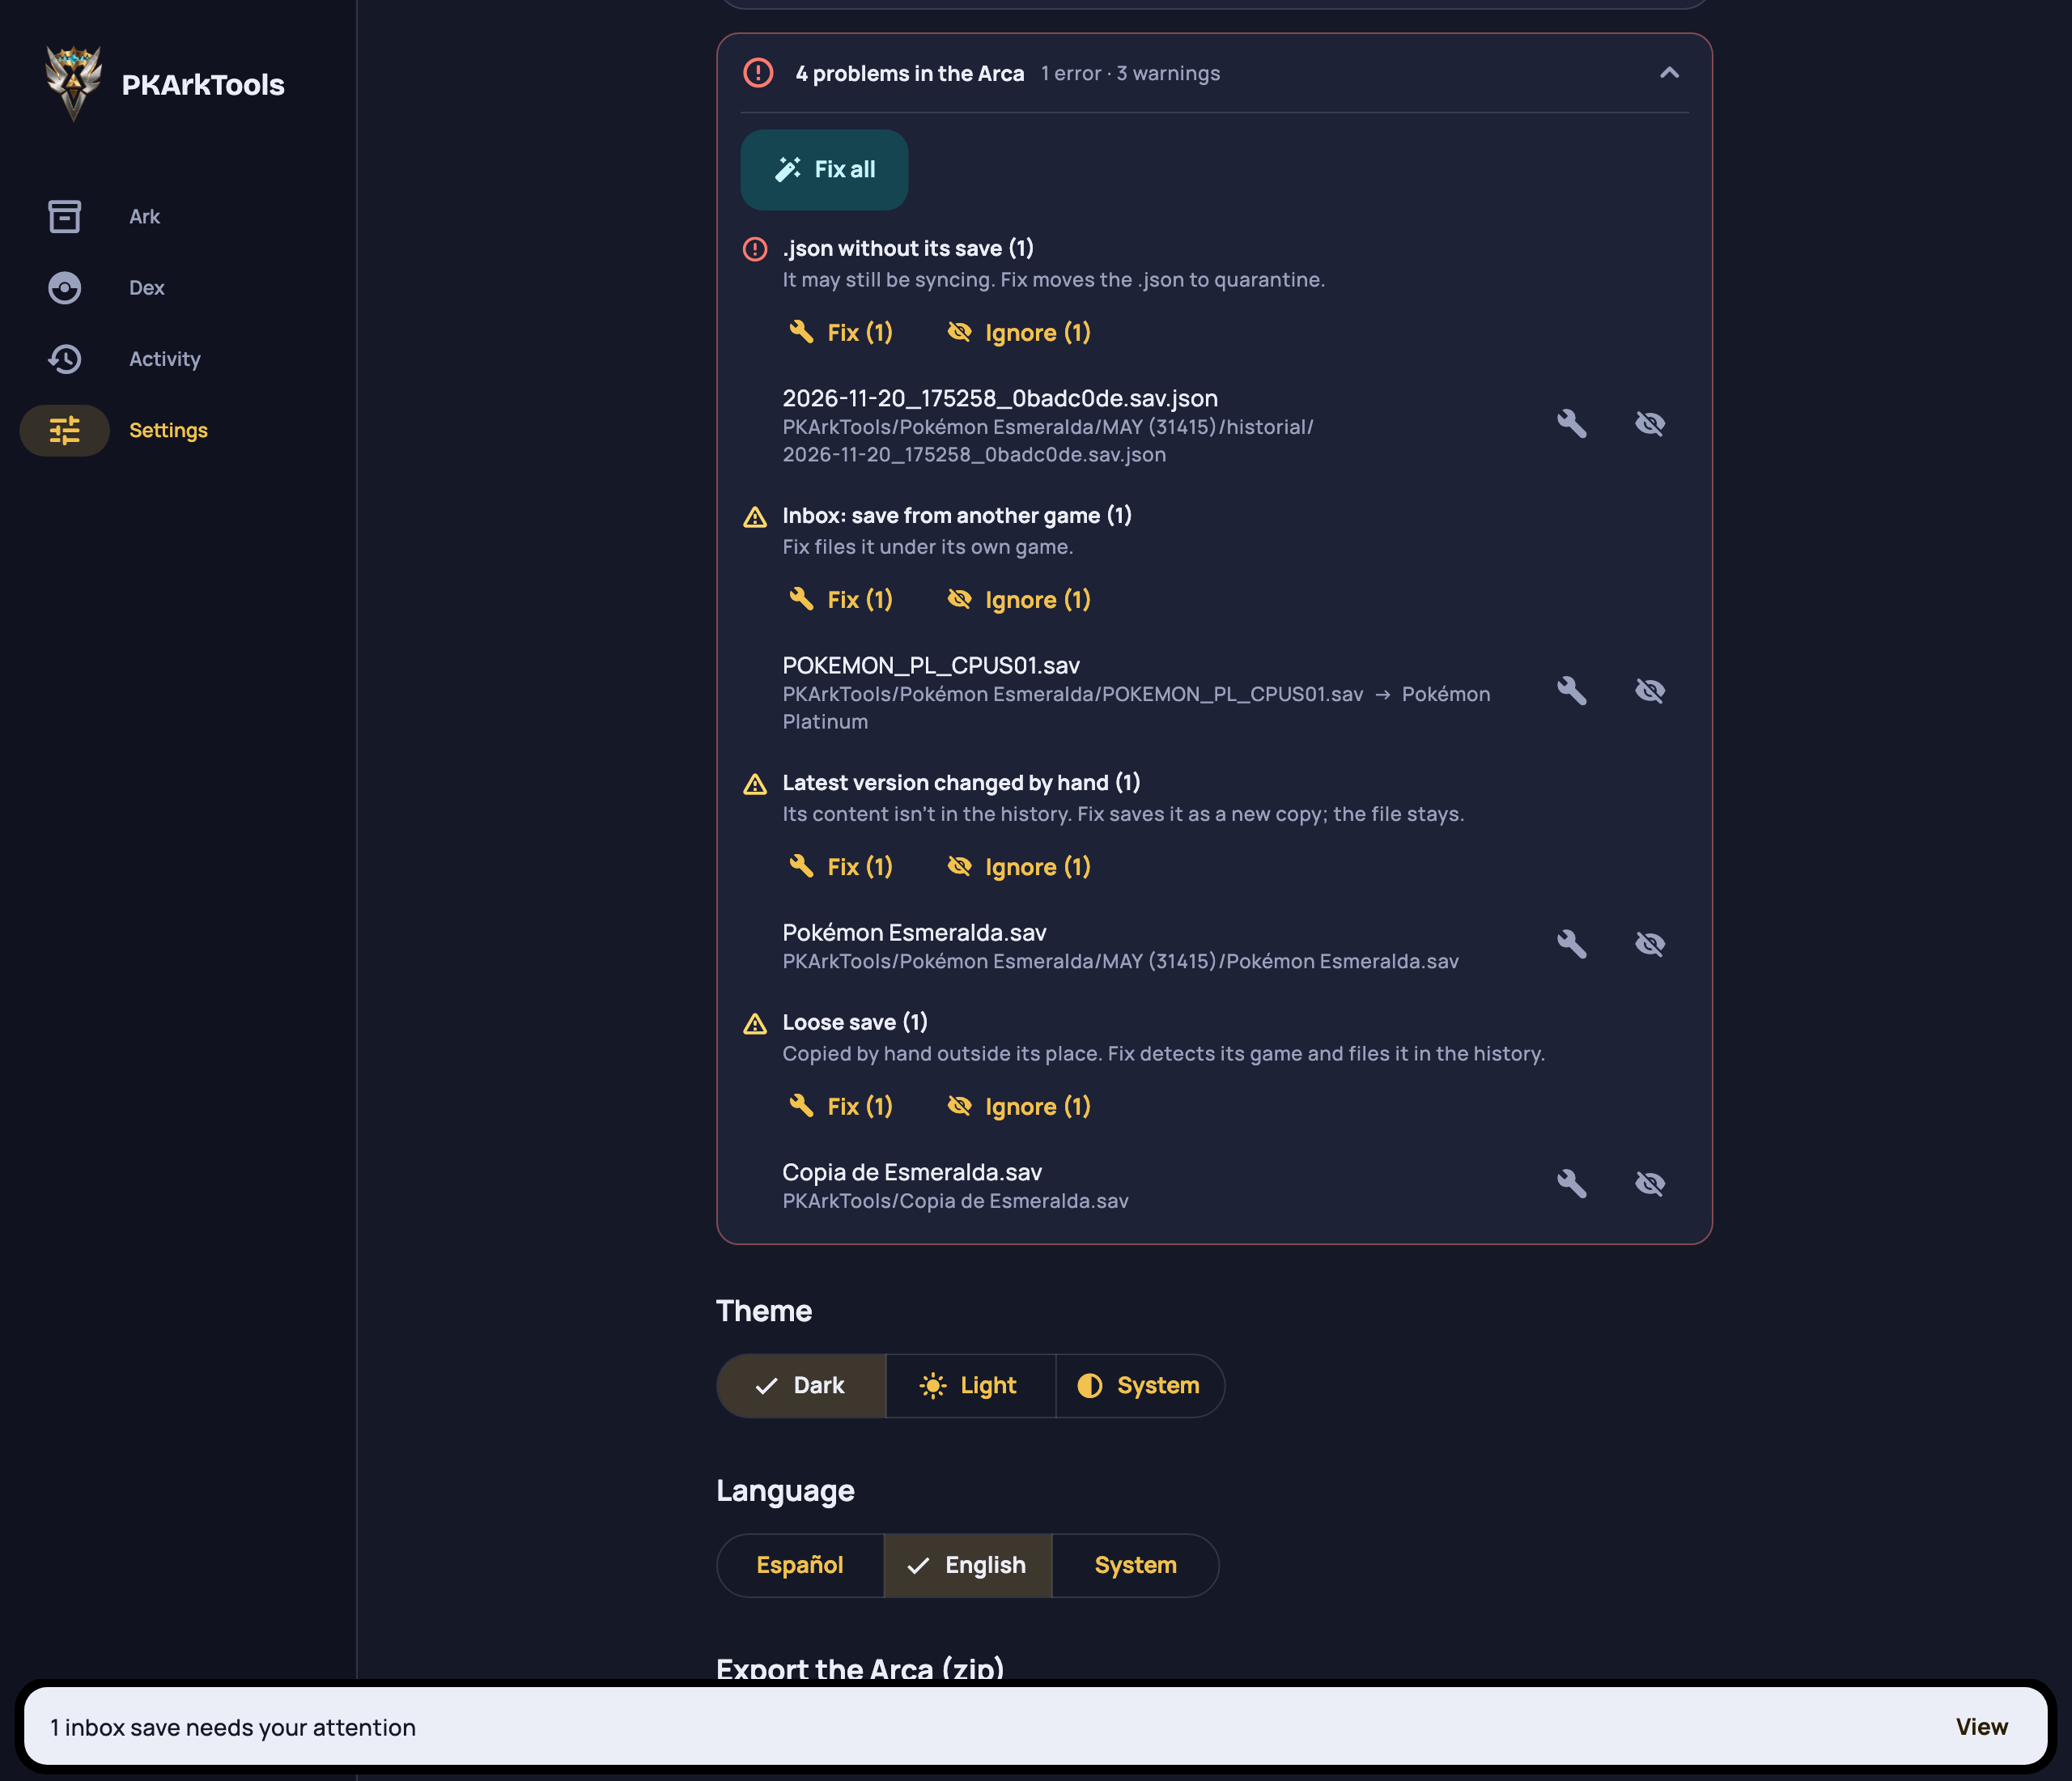 PKArkTools
Ark
Dex
Activity
Settings
4 problems in the Arca 1 error · 3 warnings
Fix all
.json without its save (1)
It may still be syncing. Fix moves the .json to quarantine.
Fix (1) Ignore (1)
2026-11-20_175258_0badc0de.sav.json
PKArkTools/Pokémon Esmeralda/MAY (31415)/historial/
2026-11-20_175258_0badc0de.sav.json
Inbox: save from another game (1)
Fix files it under its own game.
Fix (1) Ignore (1)
POKEMON_PL_CPUS01.sav
PKArkTools/Pokémon Esmeralda/POKEMON_PL_CPUS01.sav → Pokémon
Platinum
Latest version changed by hand (1)
Its content isn't in the history. Fix saves it as a new copy; the file stays.
Fix (1) Ignore (1)
Pokémon Esmeralda.sav
PKArkTools/Pokémon Esmeralda/MAY (31415)/Pokémon Esmeralda.sav
Loose save (1)
Copied by hand outside its place. Fix detects its game and files it in the history.
Fix (1) Ignore (1)
Copia de Esmeralda.sav
PKArkTools/Copia de Esmeralda.sav
Theme
Dark Light System
Language
Español English System
Export the Arca (zip)
1 inbox save needs your attention View